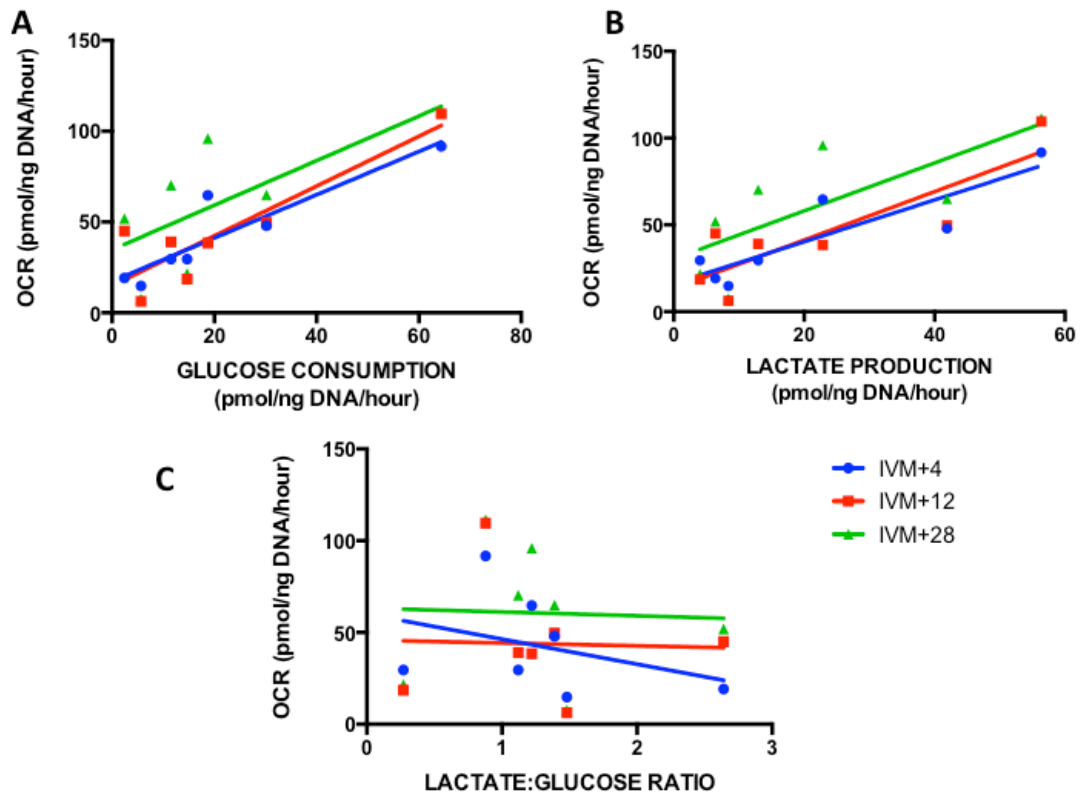 A
OCR (pmol/ng DNA/hour)
150
100
50
0
0 20 40 60 80
GLUCOSE CONSUMPTION
(pmol/ng DNA/hour)
B
OCR (pmol/ng DNA/hour)
150
100
50
0
0 20 40 60
LACTATE PRODUCTION
(pmol/ng DNA/hour)
C
OCR (pmol/ng DNA/hour)
150
100
50
0
0 1 2 3
LACTATE:GLUCOSE RATIO
IVM+4
IVM+12
IVM+28